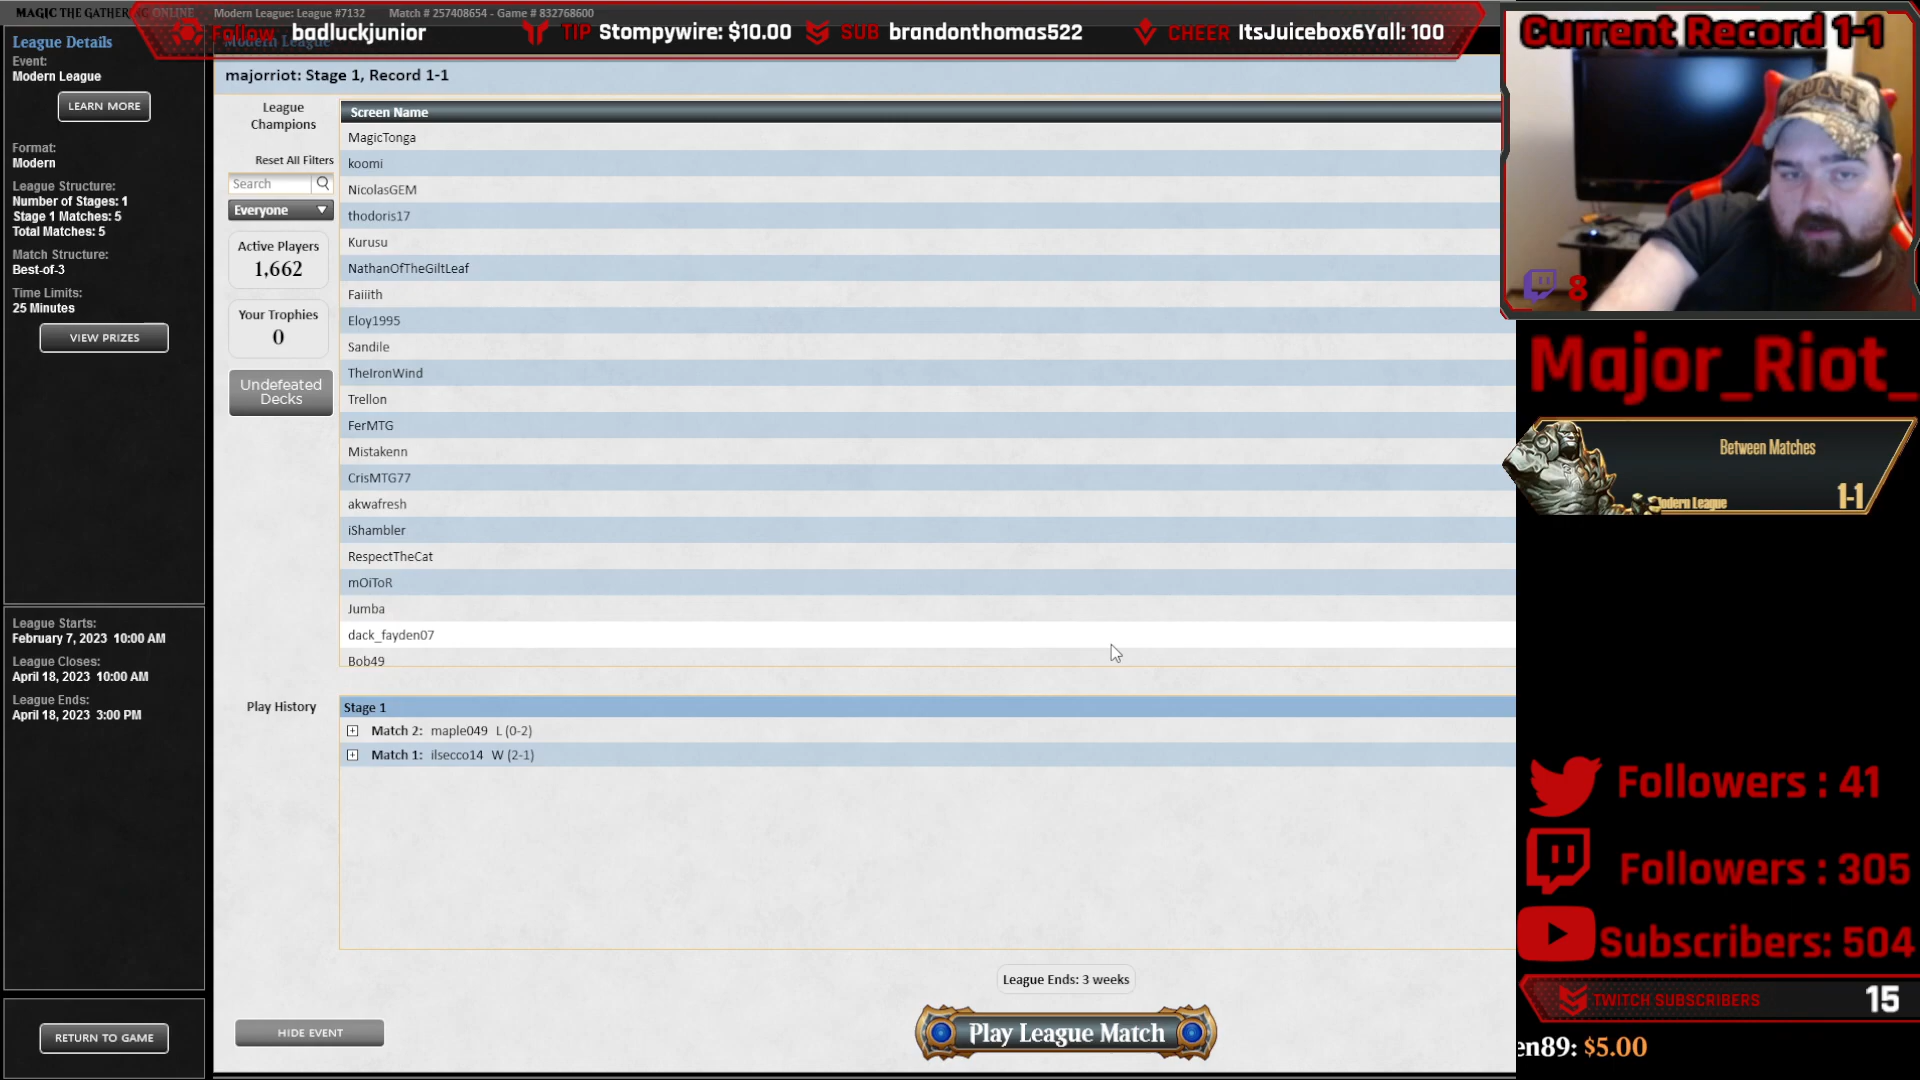 MAGIC THE GATHERING ONLINE
Modern League: League #7132 Match # 257408654 - Game # 832768600
Follow badluckjunior TIP Stompywire: $10.00 SUB brandonthomas522 CHEER ItsJuicebox6Yall: 100
Current Record 1-1
League Details
Event:
Modern League
LEARN MORE
Format:
Modern
League Structure:
Number of Stages: 1
Stage 1 Matches: 5
Total Matches: 5
Match Structure:
Best-of-3
Time Limits:
25 Minutes
VIEW PRIZES
League Starts:
February 7, 2023 10:00 AM
League Closes:
April 18, 2023 10:00 AM
League Ends:
April 18, 2023 3:00 PM
RETURN TO GAME
Modern League
majorriot: Stage 1, Record 1-1
League
Champions
Reset All Filters
Search
Everyone
Active Players
1,662
Your Trophies
0
Undefeated
Decks
Screen Name
MagicTonga
koomi
NicolasGEM
thodoris17
Kurusu
NathanOfTheGiltLeaf
Faiiith
Eloy1995
Sandile
TheIronWind
Trellon
FerMTG
Mistakenn
CrisMTG77
akwafresh
iShambler
RespectTheCat
mOiToR
Jumba
dack_fayden07
Bob49
Play History
Stage 1
Match 2: maple049 L (0-2)
Match 1: ilsecco14 W (2-1)
League Ends: 3 weeks
HIDE EVENT
Play League Match
8
Major_Riot_
Between Matches
Modern League
1-1
Followers : 41
Followers : 305
Subscribers: 504
TWITCH SUBSCRIBERS 15
en89: $5.00